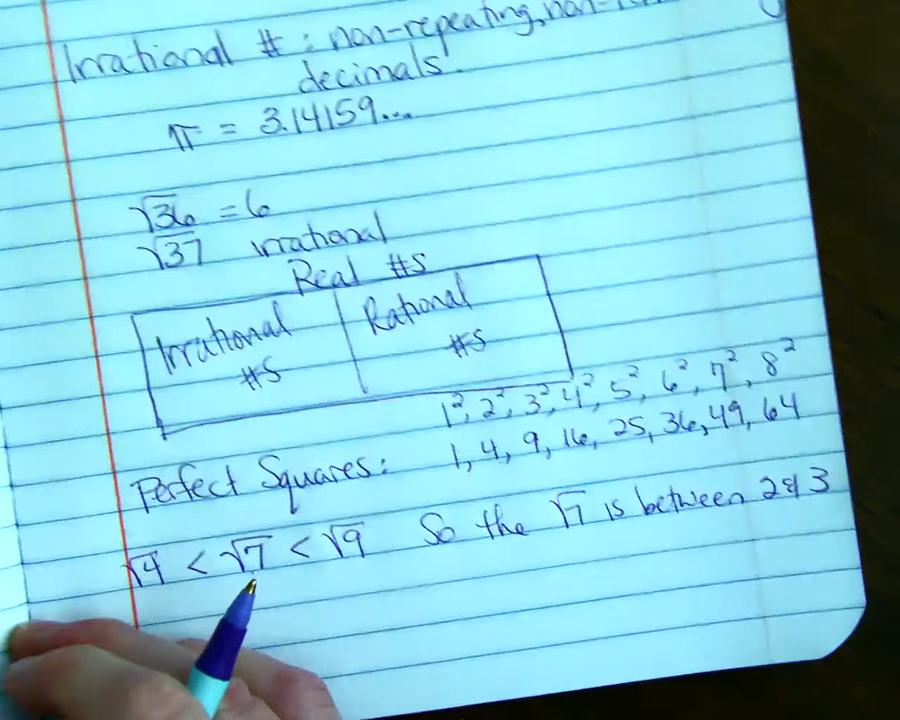 Irrational # : non-repeating, non-
decimals.
π = 3.14159...
√36 = 6
√37 irrational
Real #s
Irrational #s
Rational #s
1², 2², 3², 4², 5², 6², 7², 8²
Perfect Squares: 1, 4, 9, 16, 25, 36, 49, 64
√4 < √7 < √9 So the √7 is between 2 & 3